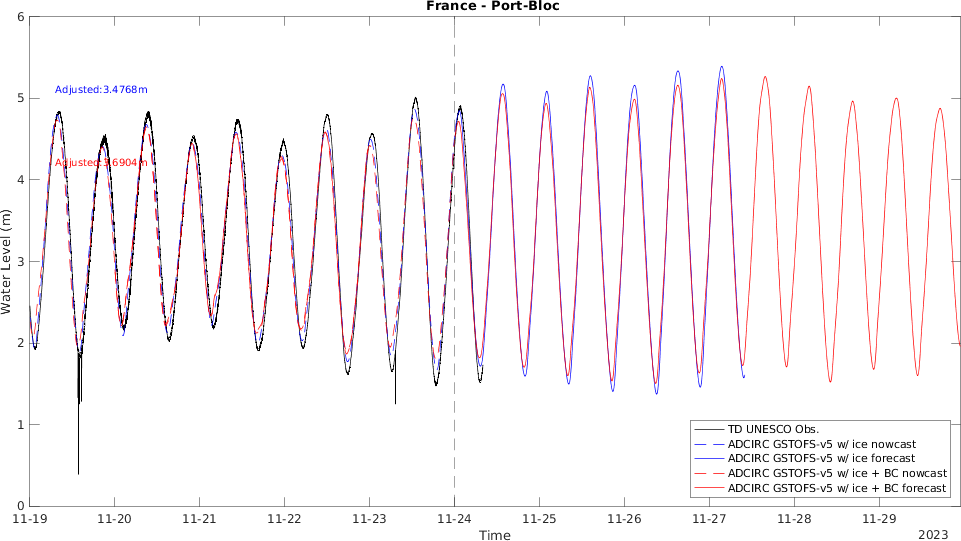 France - Port-Bloc
6
5
4
3
2
1
0
Water Level (m)
Adjusted:3.4768m
Adjusted:3.6904m
TD UNESCO Obs.
ADCIRC GSTOFS-v5 w/ ice nowcast
ADCIRC GSTOFS-v5 w/ ice forecast
ADCIRC GSTOFS-v5 w/ ice + BC nowcast
ADCIRC GSTOFS-v5 w/ ice + BC forecast
11-19 11-20 11-21 11-22 11-23 11-24 11-25 11-26 11-27 11-28 11-29
Time
2023